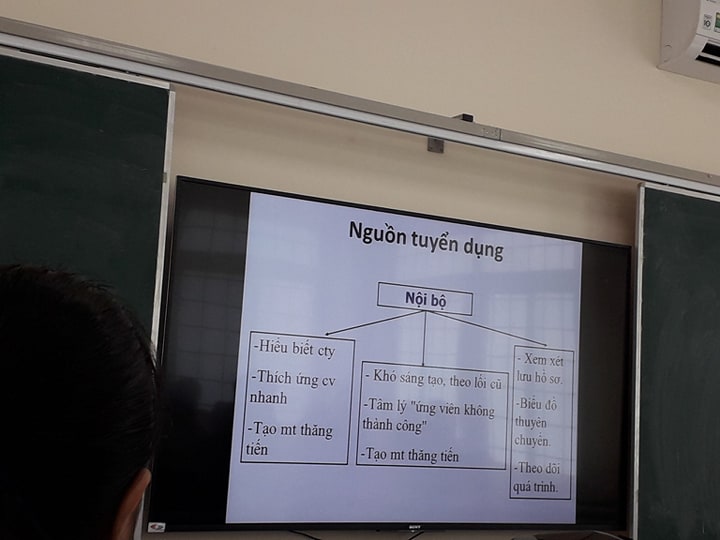 Nguồn tuyển dụng
Nội bộ
-Hiểu biết cty
-Thích ứng cv
nhanh
-Tạo mt thăng
tiến
- Khó sáng tạo, theo lối cũ
-Tâm lý "ứng viên không
thành công"
-Tạo mt thăng tiến
- Xem xét
lưu hồ sơ.
-Biểu đồ
thuyên
chuyển.
-Theo dõi
quá trình.
SONY